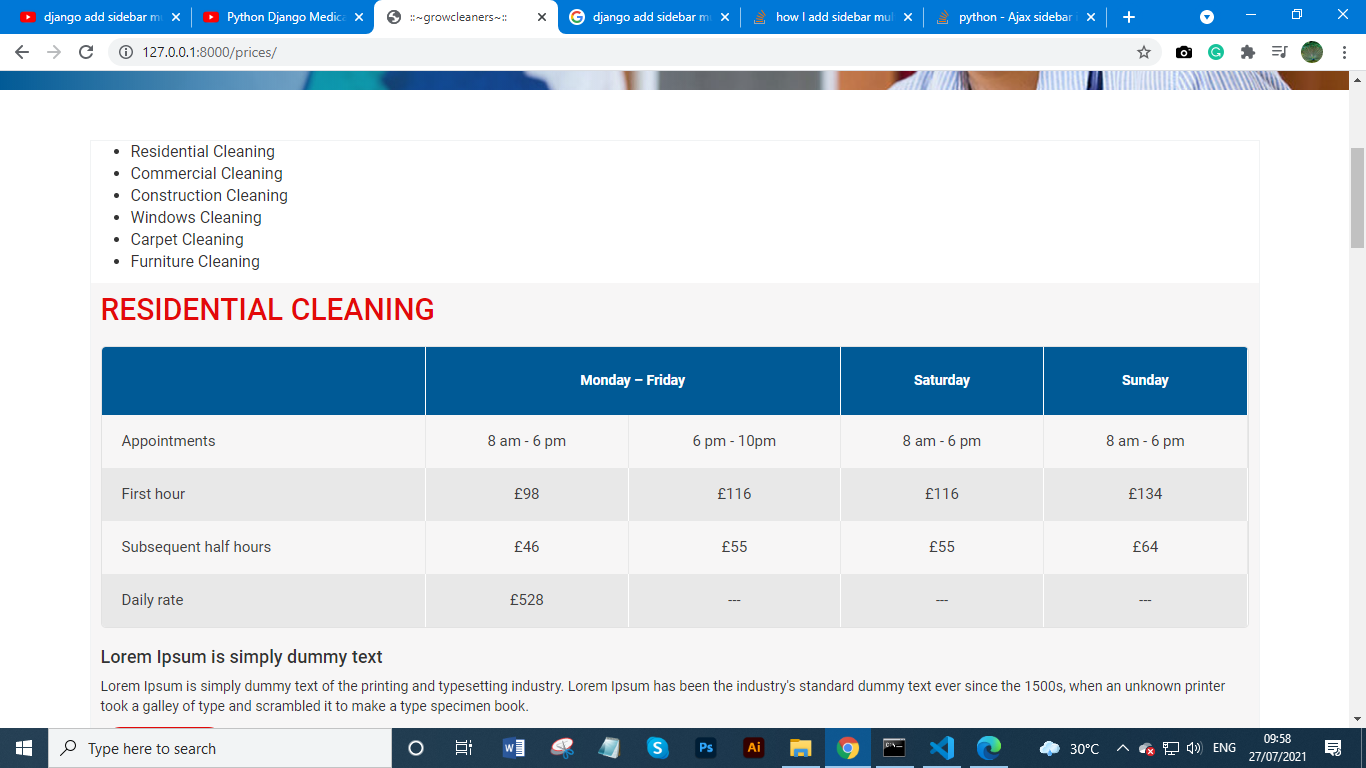 django add sidebar mu
Python Django Medica
::~growcleaners~::
django add sidebar mu
how I add sidebar mul
python - Ajax sidebar
127.0.0.1:8000/prices/
Residential Cleaning
Commercial Cleaning
Construction Cleaning
Windows Cleaning
Carpet Cleaning
Furniture Cleaning
RESIDENTIAL CLEANING
Monday – Friday Saturday Sunday
Appointments 8 am - 6 pm 6 pm - 10pm 8 am - 6 pm 8 am - 6 pm
First hour £98 £116 £116 £134
Subsequent half hours £46 £55 £55 £64
Daily rate £528 --- --- ---
Lorem Ipsum is simply dummy text
Lorem Ipsum is simply dummy text of the printing and typesetting industry. Lorem Ipsum has been the industry's standard dummy text ever since the 1500s, when an unknown printer
took a galley of type and scrambled it to make a type specimen book.
Type here to search
30°C
ENG
09:58
27/07/2021